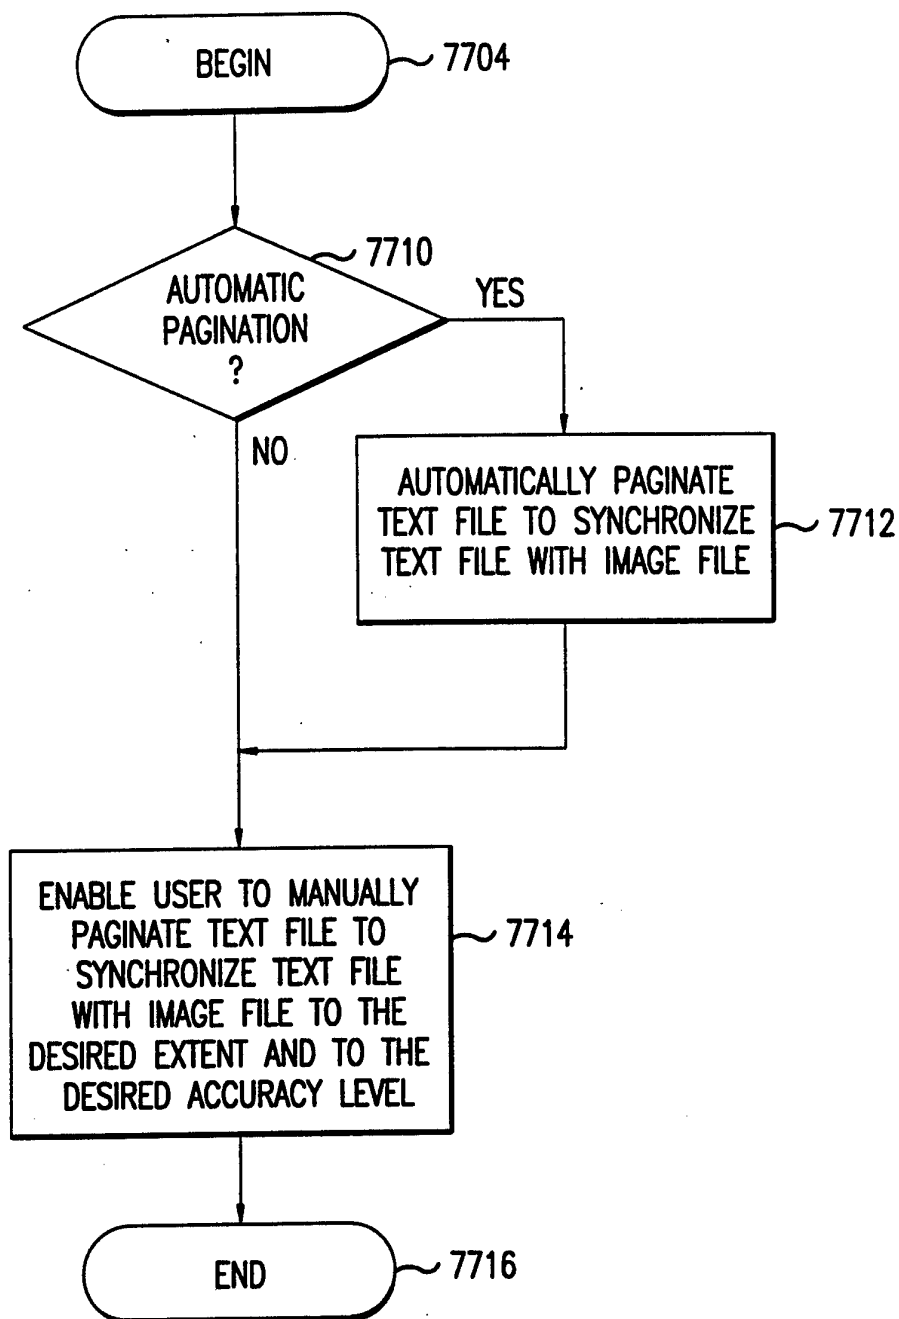 BEGIN
7704
7710
AUTOMATIC
PAGINATION
?
YES
NO
AUTOMATICALLY PAGINATE
TEXT FILE TO SYNCHRONIZE
TEXT FILE WITH IMAGE FILE
7712
ENABLE USER TO MANUALLY
PAGINATE TEXT FILE TO
SYNCHRONIZE TEXT FILE
WITH IMAGE FILE TO THE
DESIRED EXTENT AND TO THE
DESIRED ACCURACY LEVEL
7714
END
7716